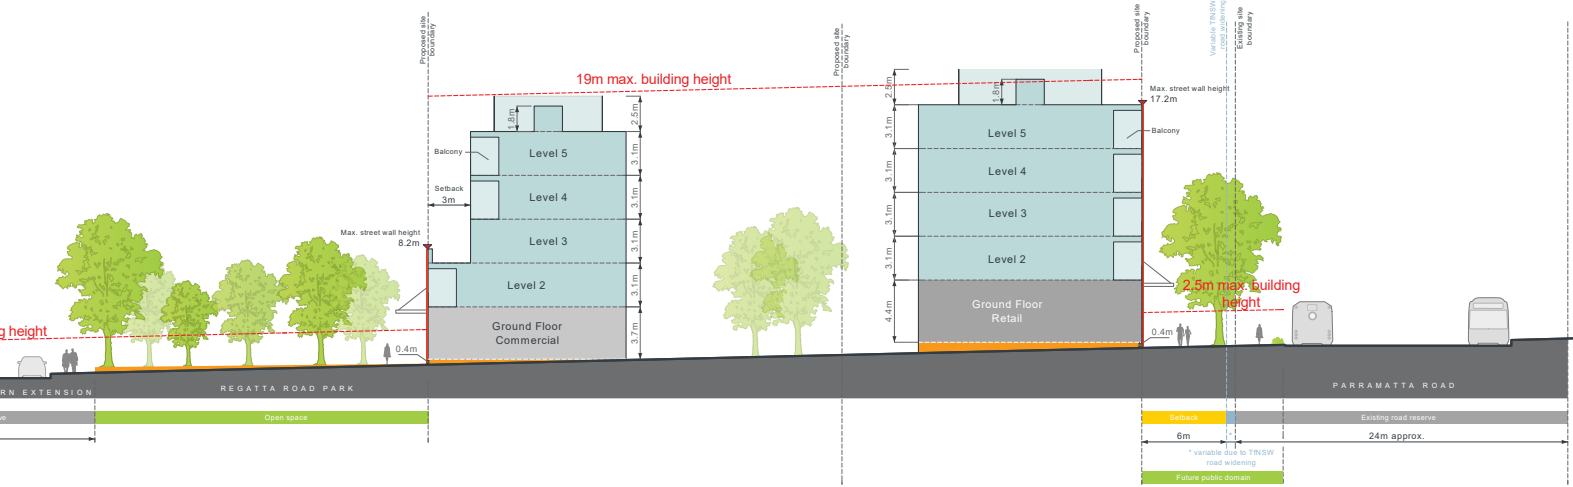 Proposed site
boundary
Proposed site
boundary
Proposed site
boundary
Variable TfNSW
road widening
Existing site
boundary
19m max. building height
Max. street wall height
17.2m
2.5m
1.8m
Balcony
Level 5
3.1m
Setback
3m
Level 4
3.1m
Max. street wall height
8.2m
Level 3
3.1m
Level 2
3.1m
Ground Floor
Commercial
3.7m
0.4m
2.5m
1.8m
Balcony
Level 5
3.1m
Level 4
3.1m
Level 3
3.1m
Level 2
3.1m
Ground Floor
Retail
4.4m
2.5m max. building
height
0.4m
g height
RN EXTENSION
REGATTA ROAD PARK
PARRAMATTA ROAD
ve
Open space
Setback
*
Existing road reserve
6m
24m approx.
* variable due to TfNSW
road widening
Future public domain